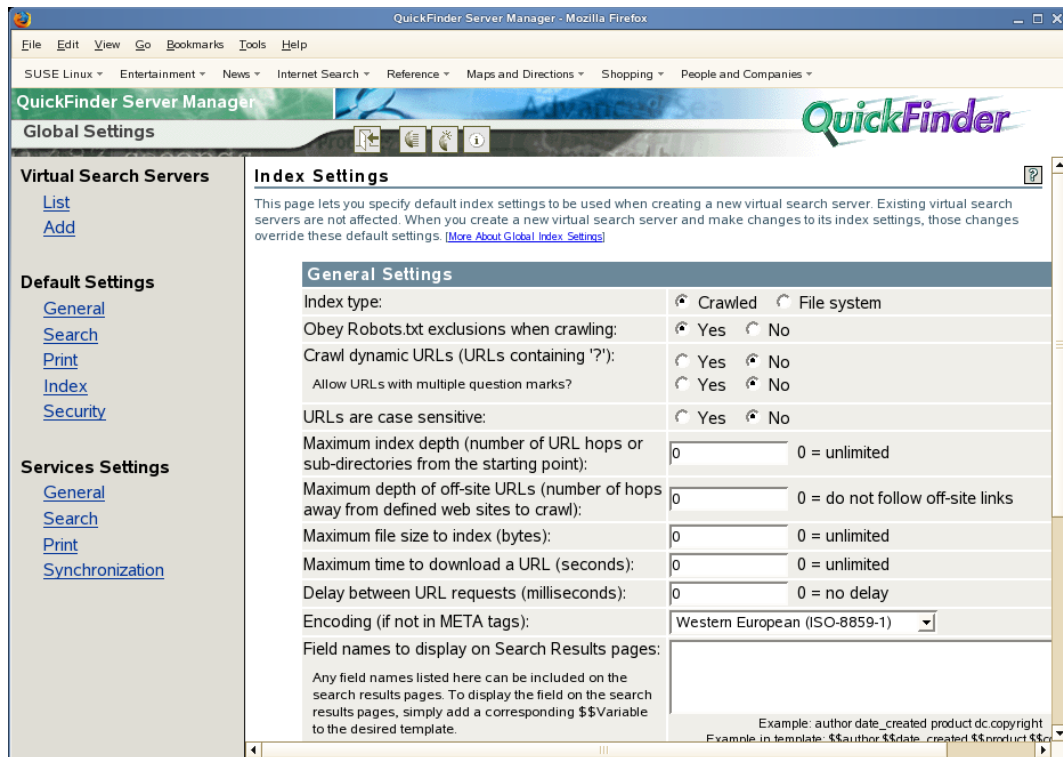 QuickFinder Server Manager - Mozilla Firefox
File Edit View Go Bookmarks Tools Help
SUSE Linux Entertainment News Internet Search Reference Maps and Directions Shopping People and Companies
QuickFinder Server Manager
Advanced Sea
QuickFinder
Global Settings
Virtual Search Servers
List
Add
Default Settings
General
Search
Print
Index
Security
Services Settings
General
Search
Print
Synchronization
Index Settings
?
This page lets you specify default index settings to be used when creating a new virtual search server. Existing virtual search
servers are not affected. When you create a new virtual search server and make changes to its index settings, those changes
override these default settings. [More About Global Index Settings]
General Settings
Index type: Crawled File system
Obey Robots.txt exclusions when crawling: Yes No
Crawl dynamic URLs (URLs containing '?'): Yes No
Allow URLs with multiple question marks? Yes No
URLs are case sensitive: Yes No
Maximum index depth (number of URL hops or
sub-directories from the starting point): 0 0 = unlimited
Maximum depth of off-site URLs (number of hops
away from defined web sites to crawl): 0 0 = do not follow off-site links
Maximum file size to index (bytes): 0 0 = unlimited
Maximum time to download a URL (seconds): 0 0 = unlimited
Delay between URL requests (milliseconds): 0 0 = no delay
Encoding (if not in META tags): Western European (ISO-8859-1)
Field names to display on Search Results pages:
Any field names listed here can be included on the
search results pages. To display the field on the search
results pages, simply add a corresponding $$Variable
to the desired template.
Example: author date_created product dc.copyright
Example in template: $$author $$date_created $$product